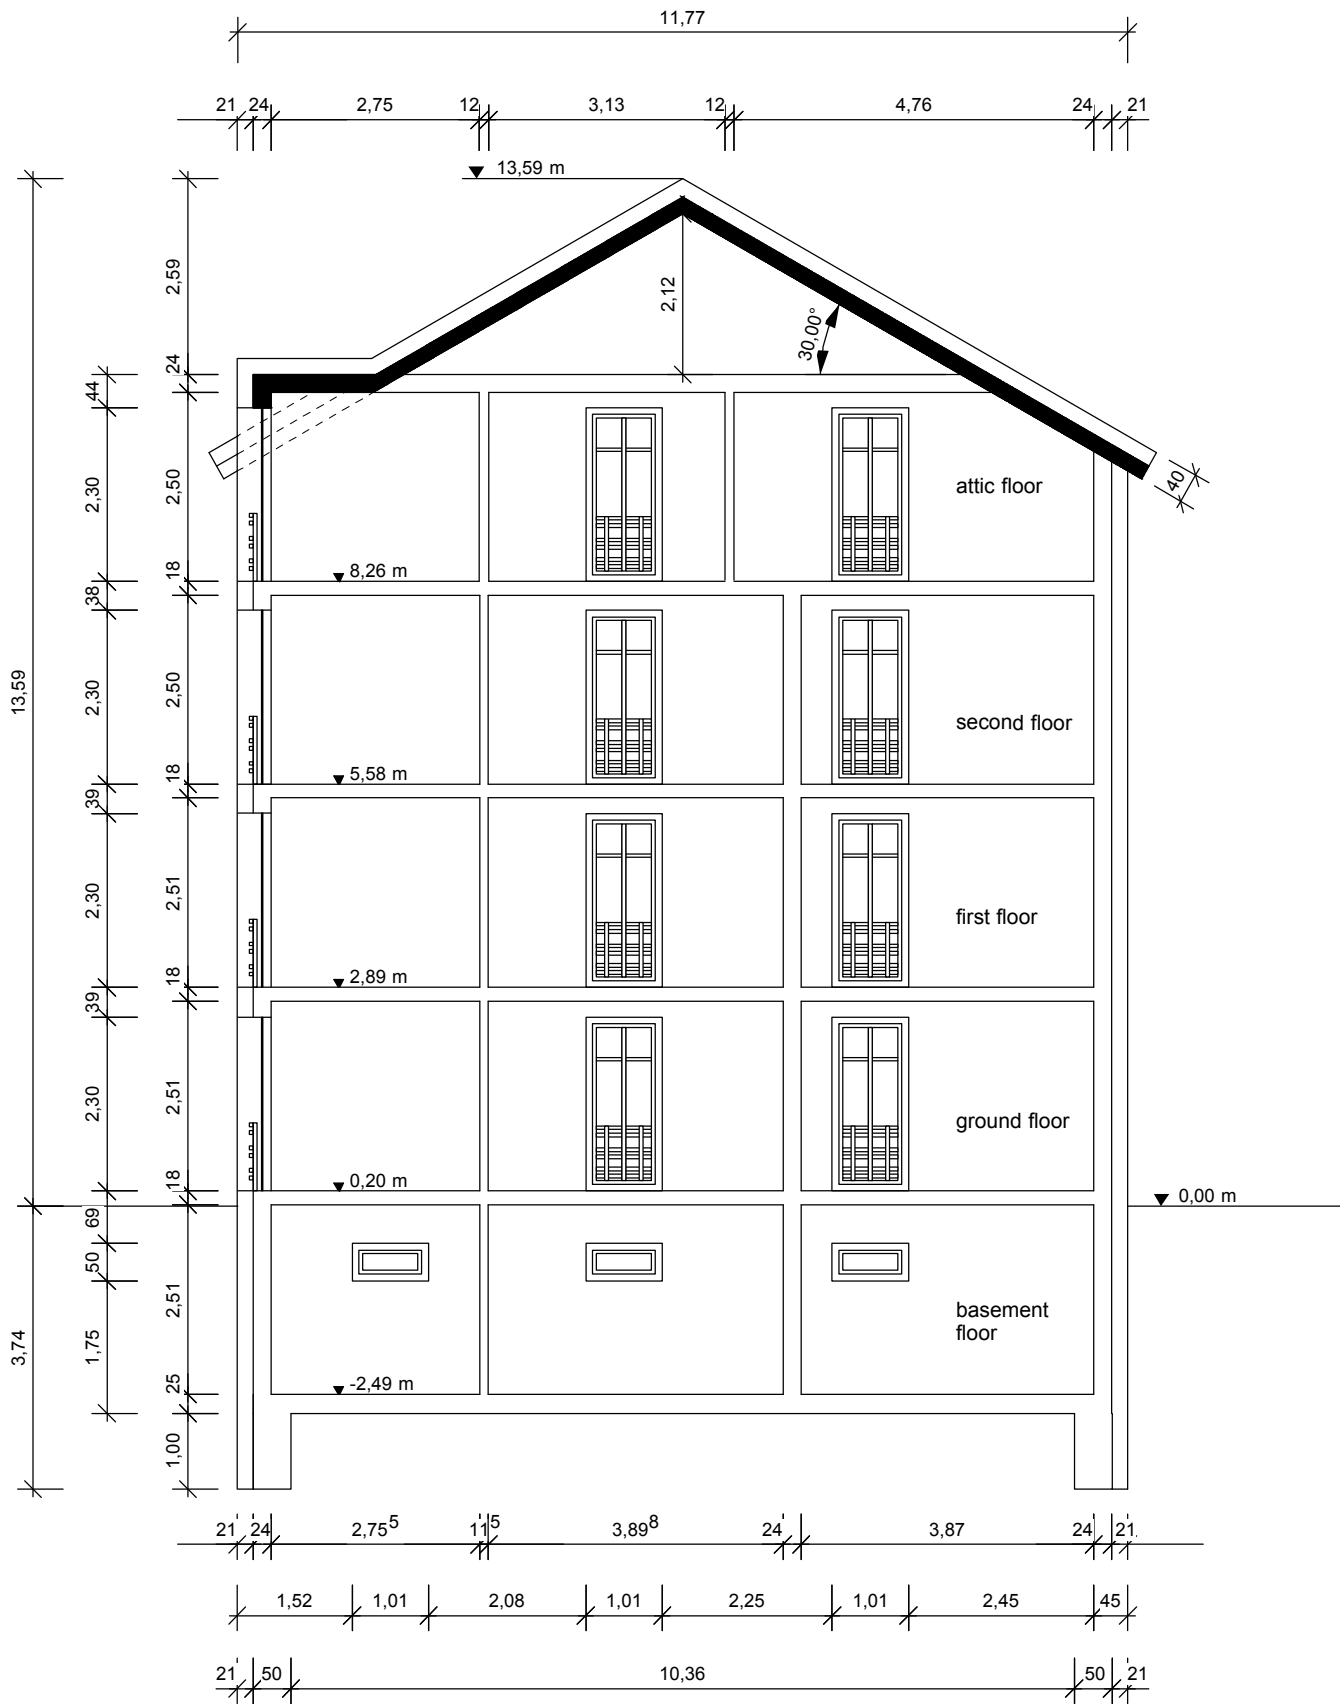 11,77
21 24 2,75 12 3,13 12 4,76 24 21
13,59 m
2,59
2,12
30,00°
24
44
40
2,30
2,50
attic floor
18
8,26 m
38
13,59
2,30
2,50
second floor
18
5,58 m
39
2,30
2,51
first floor
18
2,89 m
39
2,30
2,51
ground floor
18
0,20 m
0,00 m
69
50
2,51
basement
floor
3,74
1,75
25
-2,49 m
1,00
21 24 2,75⁵ 11⁵ 3,89⁸ 24 3,87 24 21
1,52 1,01 2,08 1,01 2,25 1,01 2,45 45
21 50 10,36 50 21